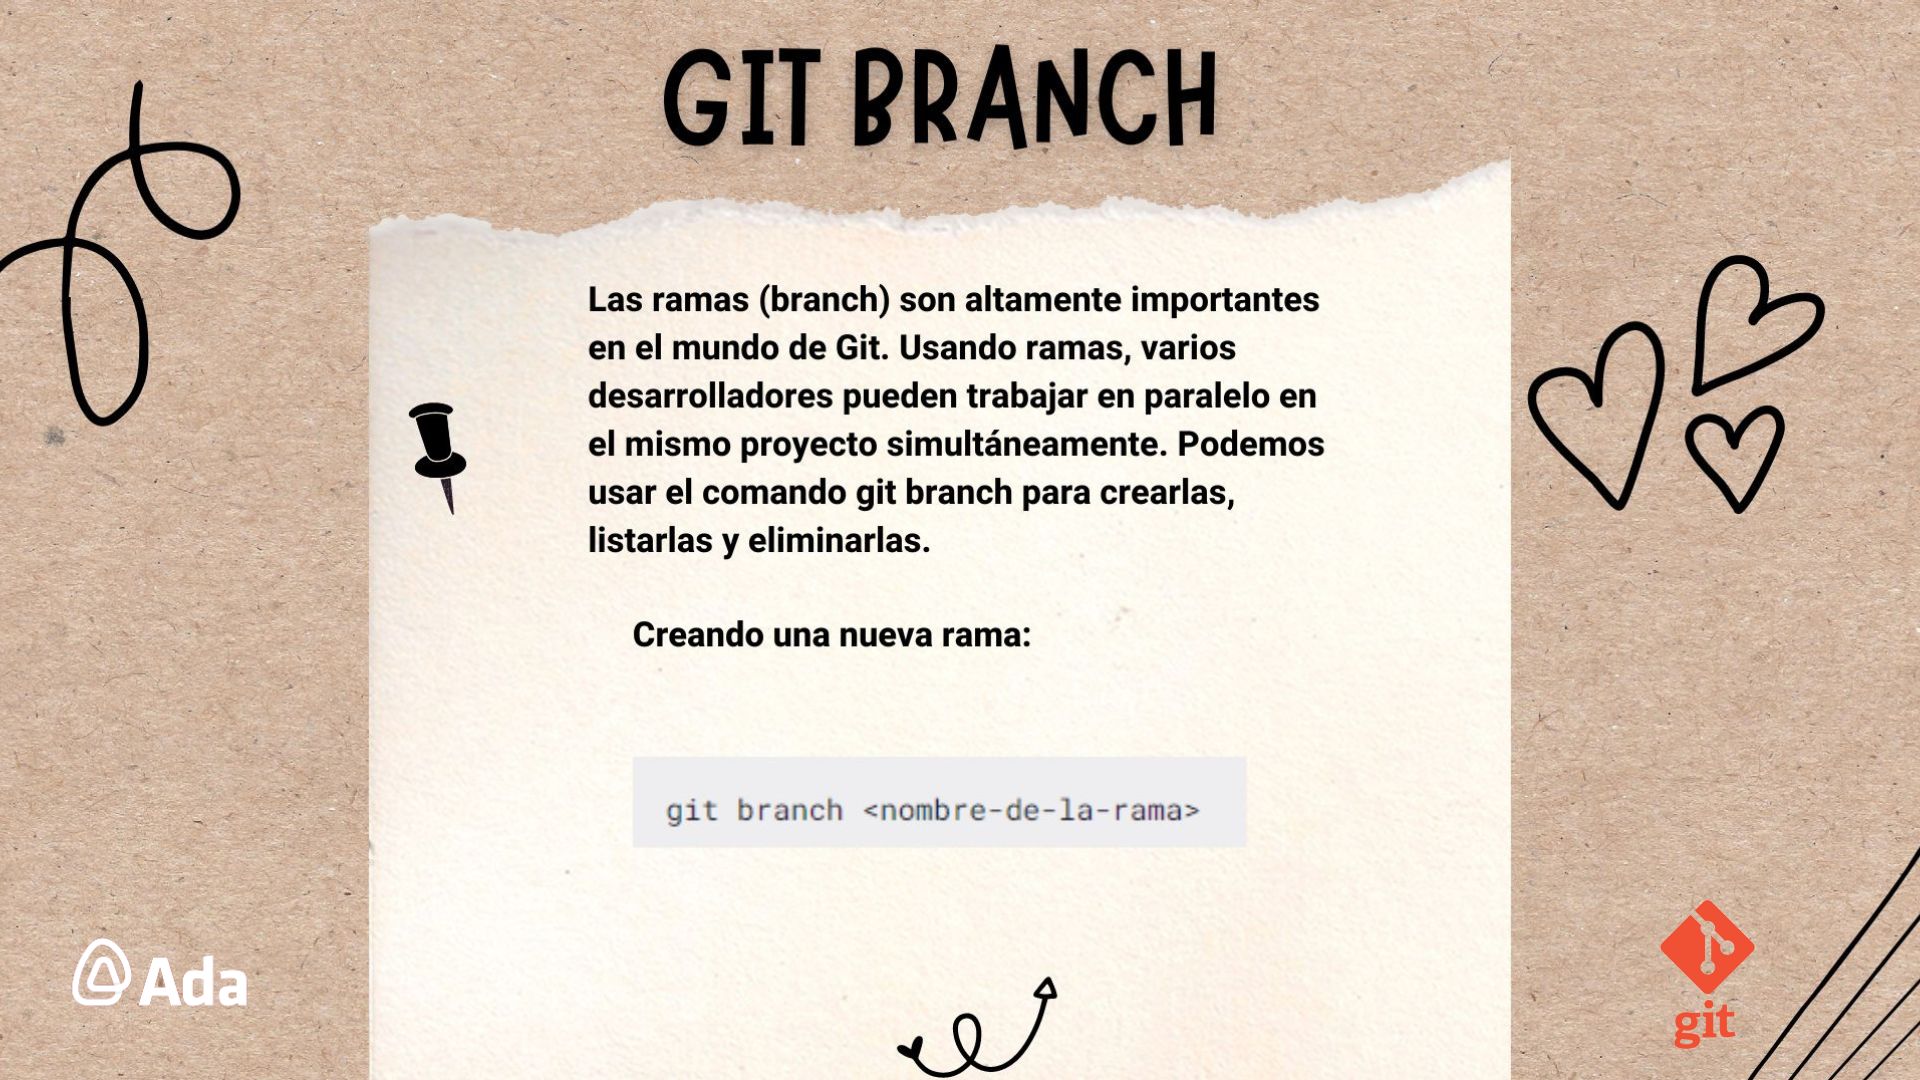 GIT BRANCH
Las ramas (branch) son altamente importantes
en el mundo de Git. Usando ramas, varios
desarrolladores pueden trabajar en paralelo en
el mismo proyecto simultáneamente. Podemos
usar el comando git branch para crearlas,
listarlas y eliminarlas.
Creando una nueva rama:
git branch <nombre-de-la-rama>
Ada
git